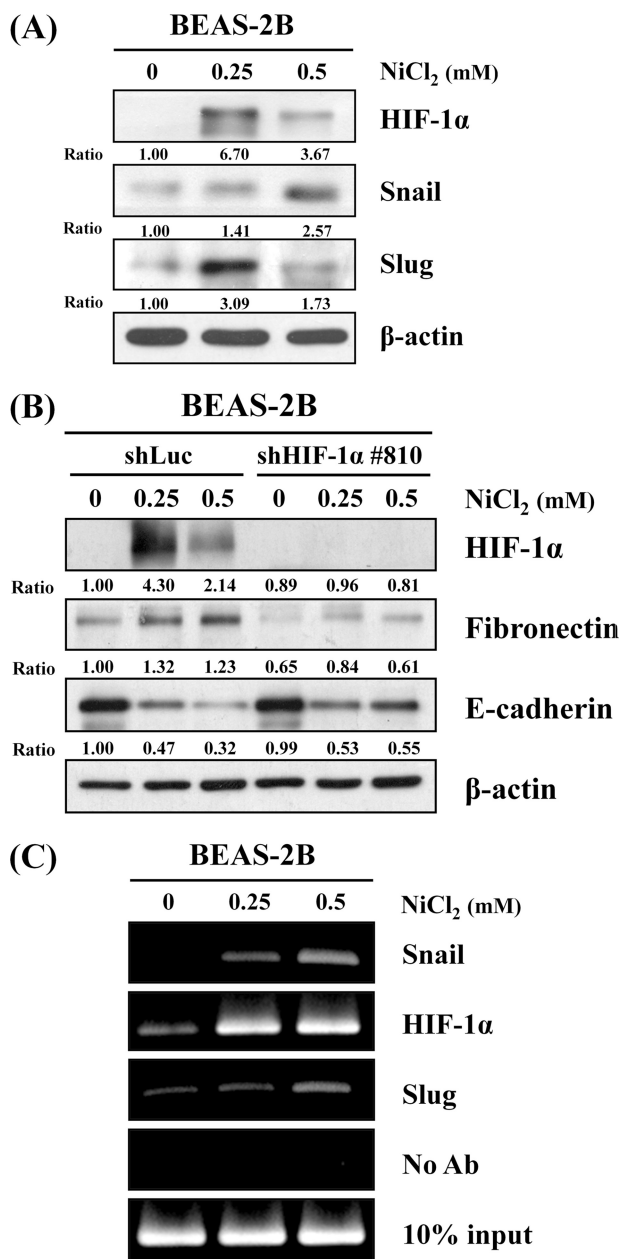 (A)
BEAS-2B
0 0.25 0.5 NiCl₂ (mM)
HIF-1α
Ratio 1.00 6.70 3.67
Snail
Ratio 1.00 1.41 2.57
Slug
Ratio 1.00 3.09 1.73
β-actin
(B)
BEAS-2B
shLuc shHIF-1α #810
0 0.25 0.5 0 0.25 0.5 NiCl₂ (mM)
HIF-1α
Ratio 1.00 4.30 2.14 0.89 0.96 0.81
Fibronectin
Ratio 1.00 1.32 1.23 0.65 0.84 0.61
E-cadherin
Ratio 1.00 0.47 0.32 0.99 0.53 0.55
β-actin
(C)
BEAS-2B
0 0.25 0.5 NiCl₂ (mM)
Snail
HIF-1α
Slug
No Ab
10% input